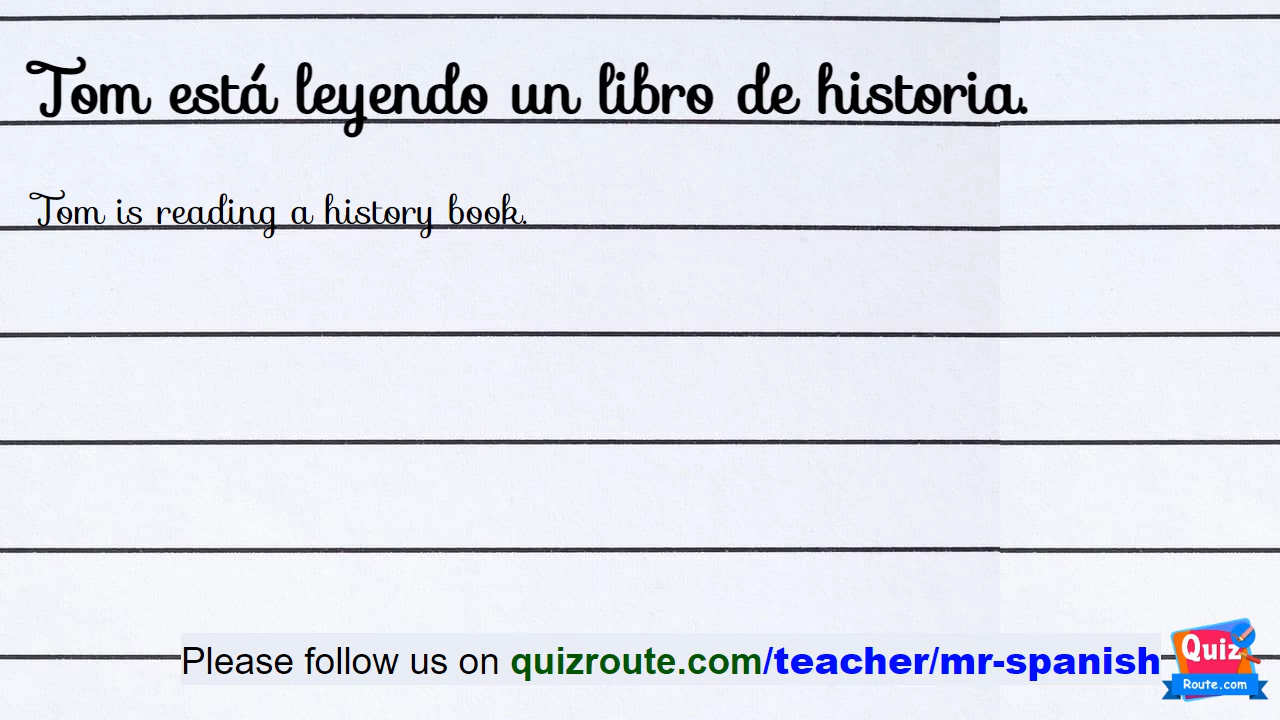 Tom está leyendo un libro de historia.
Tom is reading a history book.
Please follow us on quizroute.com/teacher/mr-spanish
Quiz
Route.com